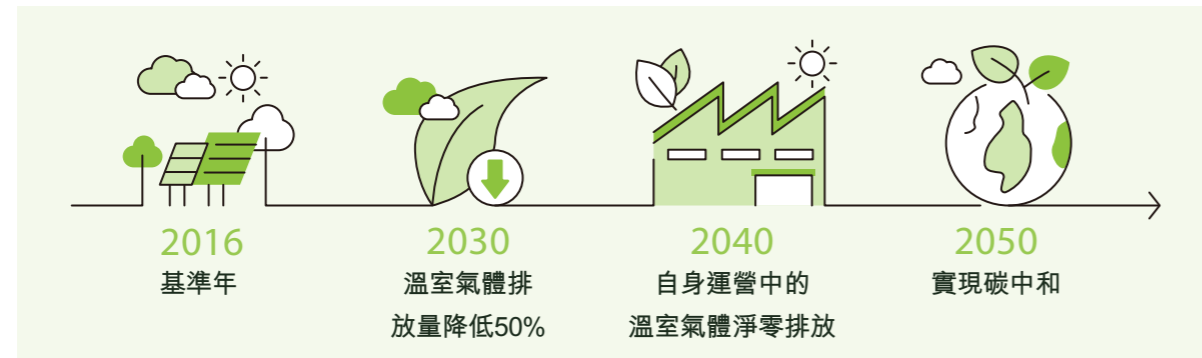 2016
基準年
2030
溫室氣體排
放量降低50%
2040
自身運營中的
溫室氣體淨零排放
2050
實現碳中和